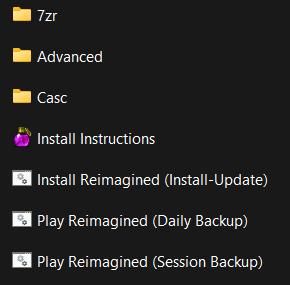 7zr
Advanced
Casc
Install Instructions
Install Reimagined (Install-Update)
Play Reimagined (Daily Backup)
Play Reimagined (Session Backup)